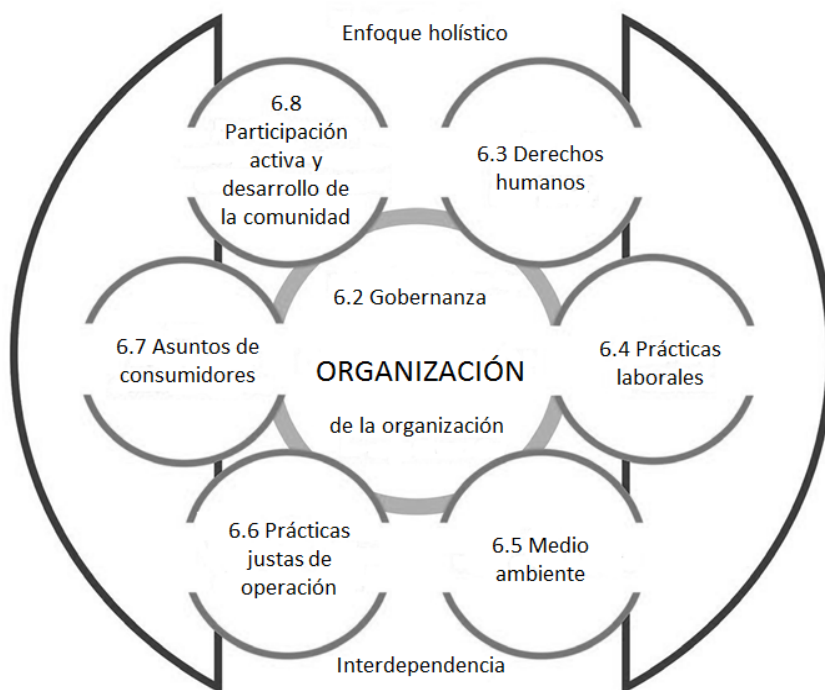 Enfoque holístico
6.8
Participación
activa y
desarrollo de
la comunidad
6.3 Derechos
humanos
6.2 Gobernanza
ORGANIZACIÓN
de la organización
6.7 Asuntos de
consumidores
6.4 Prácticas
laborales
6.6 Prácticas
justas de
operación
6.5 Medio
ambiente
Interdependencia